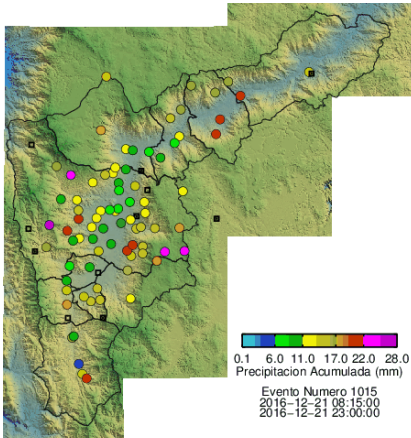 0.1 6.0 11.0 17.0 22.0 28.0
Precipitacion Acumulada (mm)
Evento Numero 1015
2016-12-21 08:15:00
2016-12-21 23:00:00